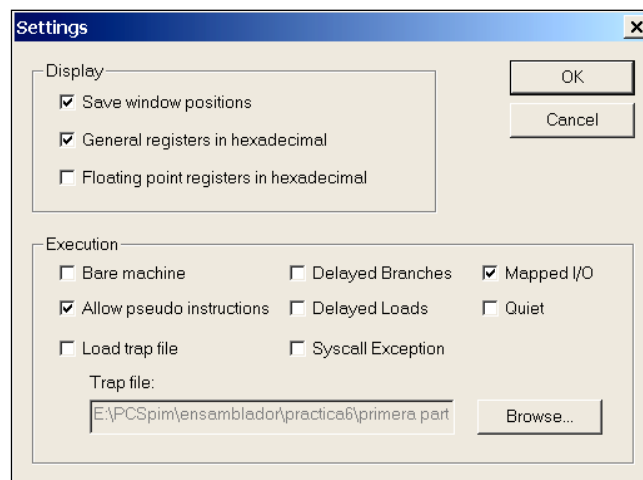 Settings
Display
Save window positions
General registers in hexadecimal
Floating point registers in hexadecimal
OK
Cancel
Execution
Bare machine
Delayed Branches
Mapped I/O
Allow pseudo instructions
Delayed Loads
Quiet
Load trap file
Syscall Exception
Trap file:
E:\PCSpim\ensamblador\practica6\primera part
Browse...